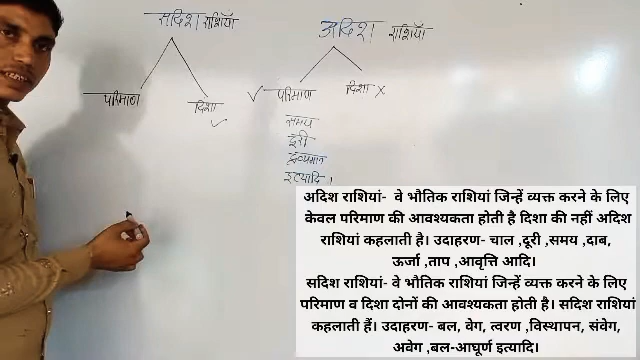 सदिश राशियाँ
अदिश राशियाँ
परिमाण
दिशा ✓
✓ परिमाण
दिशा ×
समय
दूरी
द्रव्यमान
इत्यादि।
अदिश राशियां- वे भौतिक राशियां जिन्हें व्यक्त करने के लिए
केवल परिमाण की आवश्यकता होती है दिशा की नहीं अदिश
राशियां कहलाती है। उदाहरण- चाल ,दूरी ,समय ,दाब,
ऊर्जा ,ताप ,आवृत्ति आदि।
सदिश राशियां- वे भौतिक राशियां जिन्हें व्यक्त करने के लिए
परिमाण व दिशा दोनों की आवश्यकता होती है। सदिश राशियां
कहलाती हैं। उदाहरण- बल, वेग, त्वरण ,विस्थापन, संवेग,
अवेग ,बल-आघूर्ण इत्यादि।